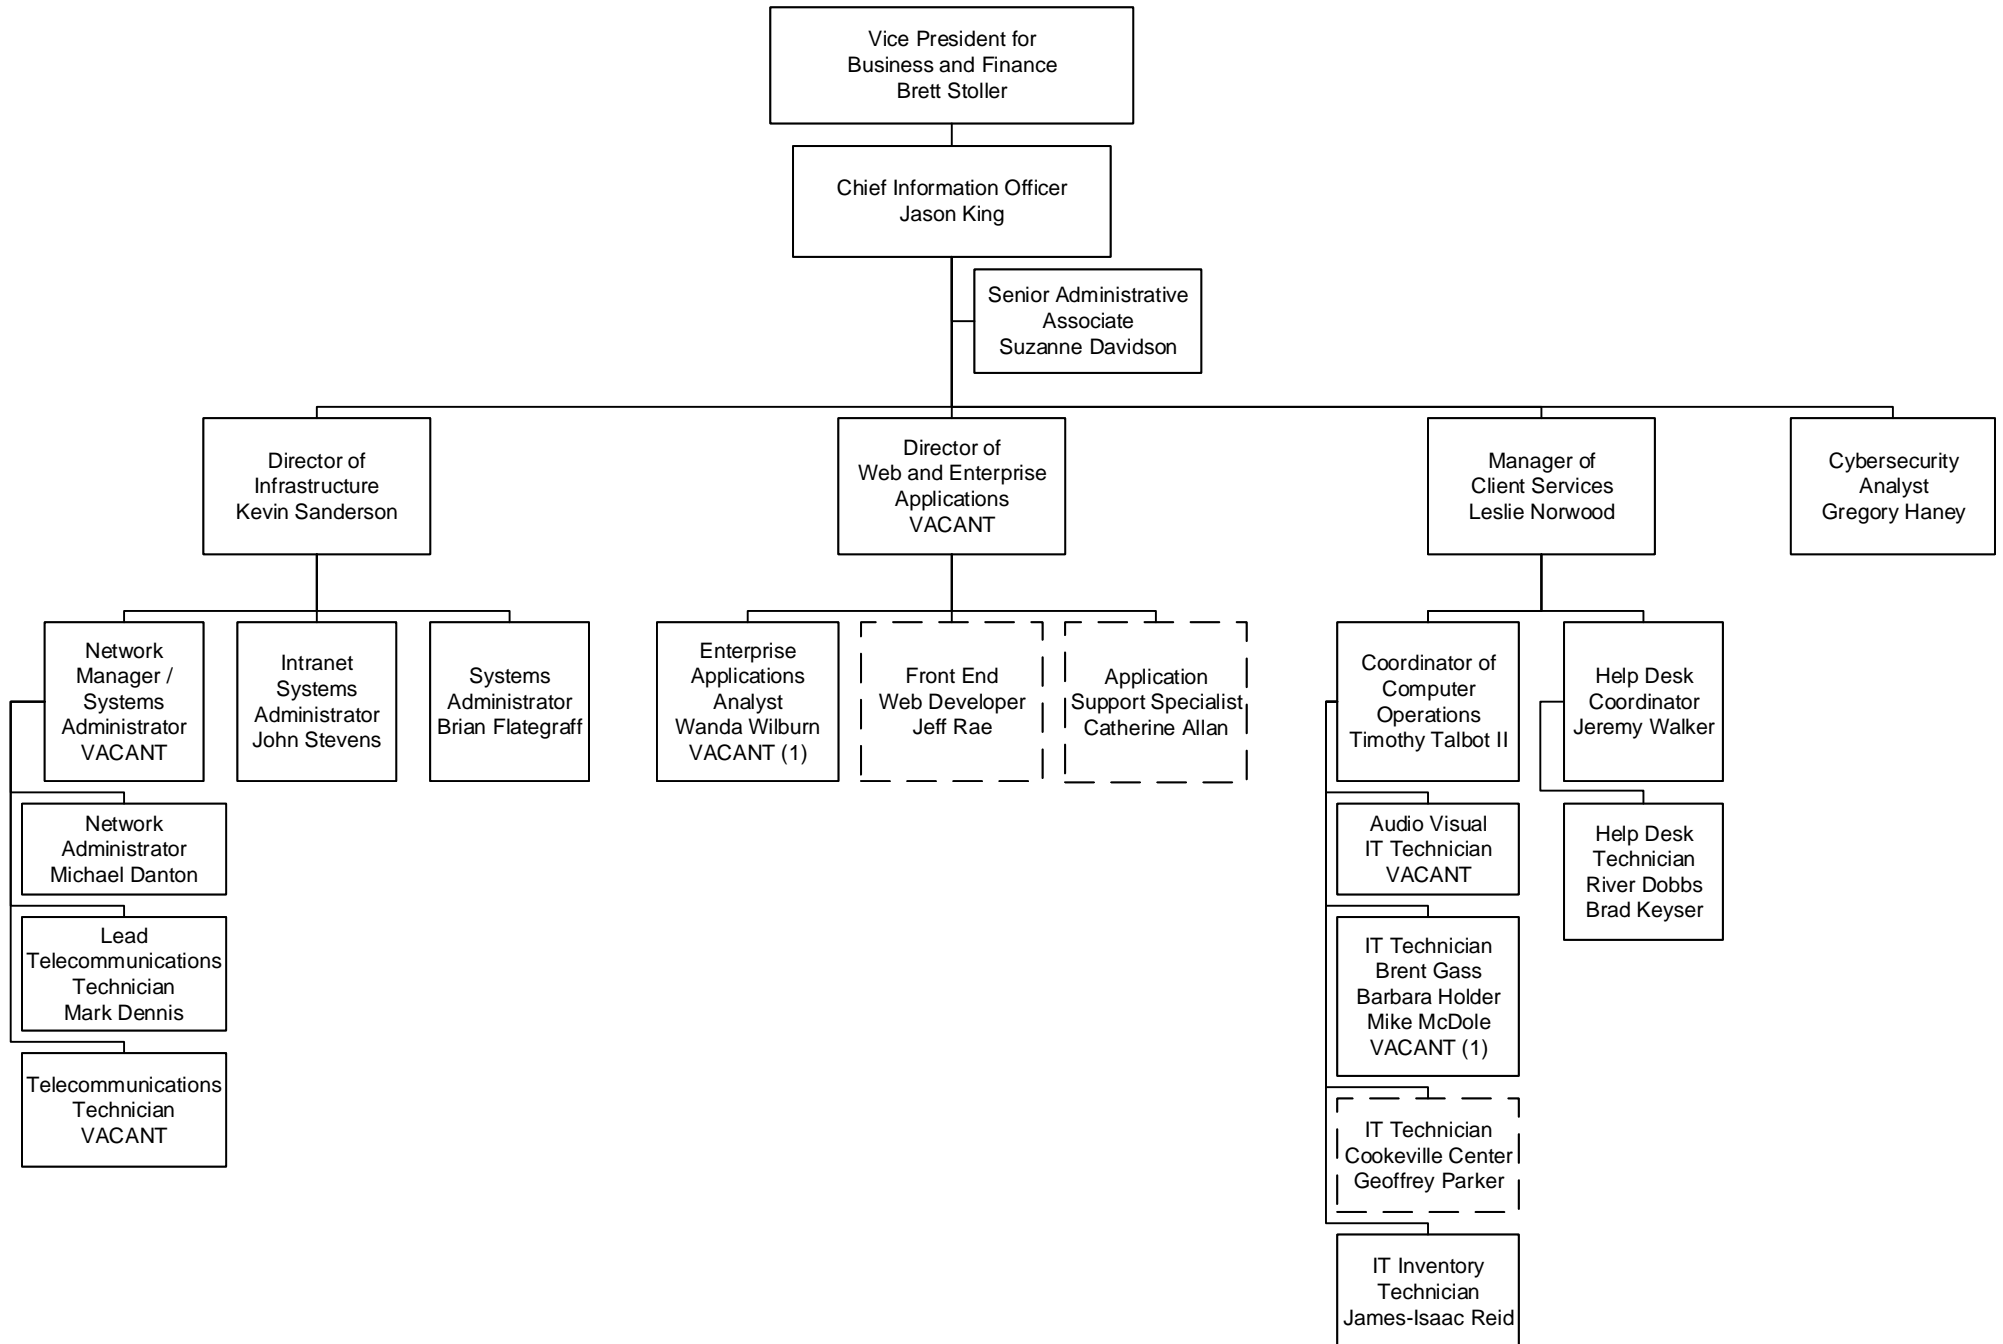 Vice President for
Business and Finance
Brett Stoller
Chief Information Officer
Jason King
Senior Administrative
Associate
Suzanne Davidson
Director of
Infrastructure
Kevin Sanderson
Director of
Web and Enterprise
Applications
VACANT
Manager of
Client Services
Leslie Norwood
Cybersecurity
Analyst
Gregory Haney
Network
Manager /
Systems
Administrator
VACANT
Intranet
Systems
Administrator
John Stevens
Systems
Administrator
Brian Flategraff
Enterprise
Applications
Analyst
Wanda Wilburn
VACANT (1)
Front End
Web Developer
Jeff Rae
Application
Support Specialist
Catherine Allan
Coordinator of
Computer
Operations
Timothy Talbot II
Help Desk
Coordinator
Jeremy Walker
Network
Administrator
Michael Danton
Lead
Telecommunications
Technician
Mark Dennis
Telecommunications
Technician
VACANT
Audio Visual
IT Technician
VACANT
IT Technician
Brent Gass
Barbara Holder
Mike McDole
VACANT (1)
IT Technician
Cookeville Center
Geoffrey Parker
IT Inventory
Technician
James-Isaac Reid
Help Desk
Technician
River Dobbs
Brad Keyser